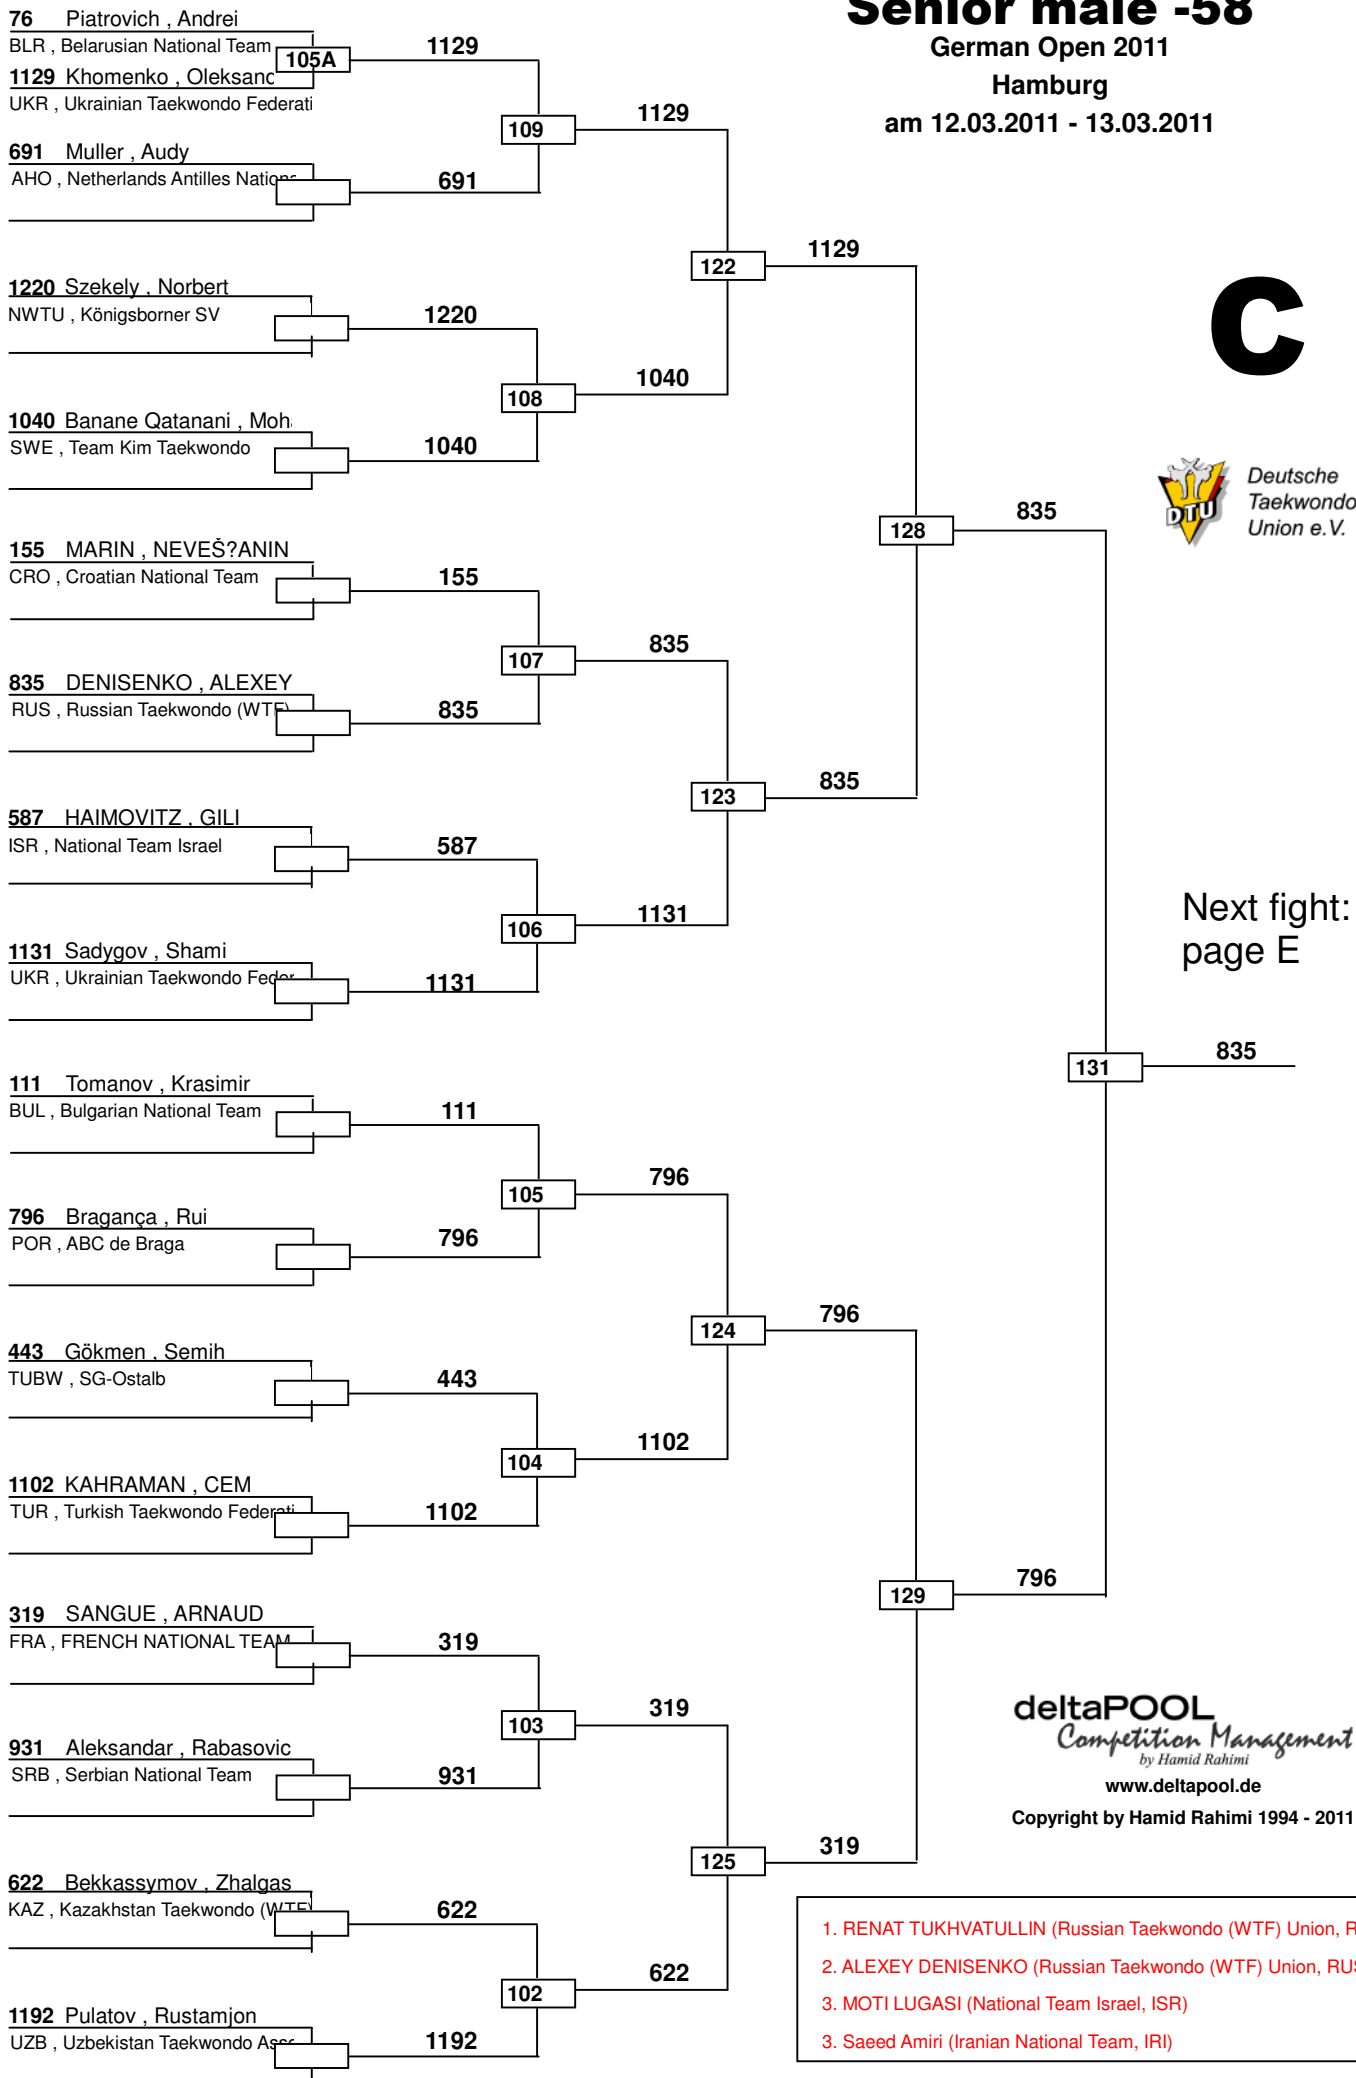 Senior male -58
German Open 2011
Hamburg
am 12.03.2011 - 13.03.2011
C
DTU
Deutsche
Taekwondo
Union e.V.
76 Piatrovich , Andrei
BLR , Belarusian National Team
105A
1129
1129 Khomenko , Oleksand
UKR , Ukrainian Taekwondo Federati
109
1129
691 Muller , Audy
AHO , Netherlands Antilles Nation
691
122
1129
1220 Szekely , Norbert
NWTU , Königsborner SV
1220
108
1040
1040 Banane Qatanani , Moh
SWE , Team Kim Taekwondo
1040
128
835
155 MARIN , NEVEŠ?ANIN
CRO , Croatian National Team
155
107
835
835 DENISENKO , ALEXEY
RUS , Russian Taekwondo (WTF)
835
123
835
587 HAIMOVITZ , GILI
ISR , National Team Israel
587
106
1131
1131 Sadygov , Shami
UKR , Ukrainian Taekwondo Feder
1131
Next fight:
page E
131
835
111 Tomanov , Krasimir
BUL , Bulgarian National Team
111
105
796
796 Bragança , Rui
POR , ABC de Braga
796
124
796
443 Gökmen , Semih
TUBW , SG-Ostalb
443
104
1102
1102 KAHRAMAN , CEM
TUR , Turkish Taekwondo Federati
1102
129
796
319 SANGUE , ARNAUD
FRA , FRENCH NATIONAL TEAM
319
103
319
931 Aleksandar , Rabasovic
SRB , Serbian National Team
931
125
319
622 Bekkassymov , Zhalgas
KAZ , Kazakhstan Taekwondo (WTF)
622
102
622
1192 Pulatov , Rustamjon
UZB , Uzbekistan Taekwondo Asso
1192
deltaPOOL
Competition Management
by Hamid Rahimi
www.deltapool.de
Copyright by Hamid Rahimi 1994 - 2011
1. RENAT TUKHVATULLIN (Russian Taekwondo (WTF) Union, R
2. ALEXEY DENISENKO (Russian Taekwondo (WTF) Union, RUS
3. MOTI LUGASI (National Team Israel, ISR)
3. Saeed Amiri (Iranian National Team, IRI)